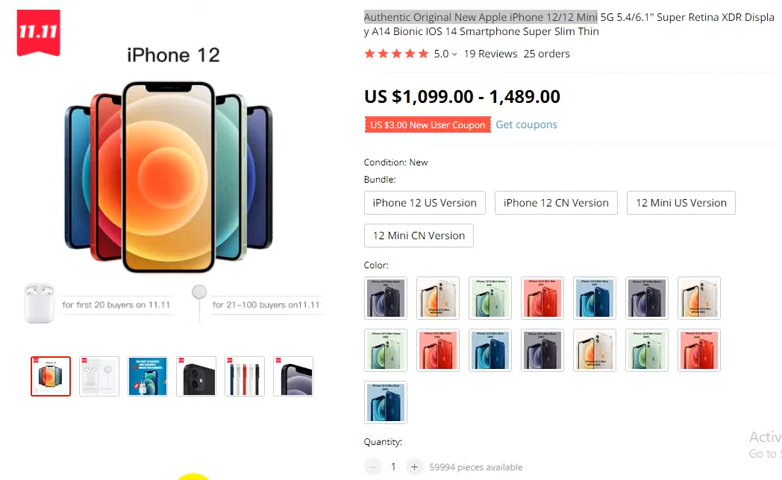 11.11
iPhone 12
for first 20 buyers on 11.11
for 21-100 buyers on11.11
Authentic Original New Apple iPhone 12/12 Mini 5G 5.4/6.1" Super Retina XDR Displa
y A14 Bionic IOS 14 Smartphone Super Slim Thin
5.0
19 Reviews
25 orders
US $1,099.00 - 1,489.00
US $3.00 New User Coupon
Get coupons
Condition: New
Bundle:
iPhone 12 US Version
iPhone 12 CN Version
12 Mini US Version
12 Mini CN Version
Color:
Quantity:
− 1 +
59994 pieces available
Activ
Go to S